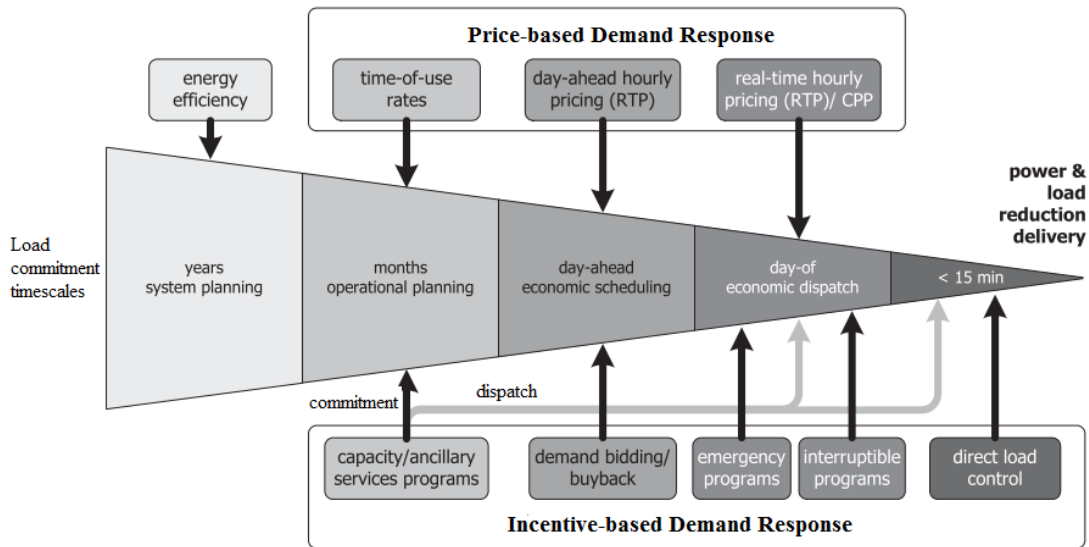 Price-based Demand Response
energy
efficiency
time-of-use
rates
day-ahead hourly
pricing (RTP)
real-time hourly
pricing (RTP)/ CPP
power &
load
reduction
delivery
Load
commitment
timescales
years
system planning
months
operational planning
day-ahead
economic scheduling
day-of
economic dispatch
< 15 min
commitment
dispatch
capacity/ancillary
services programs
demand bidding/
buyback
emergency
programs
interruptible
programs
direct load
control
Incentive-based Demand Response